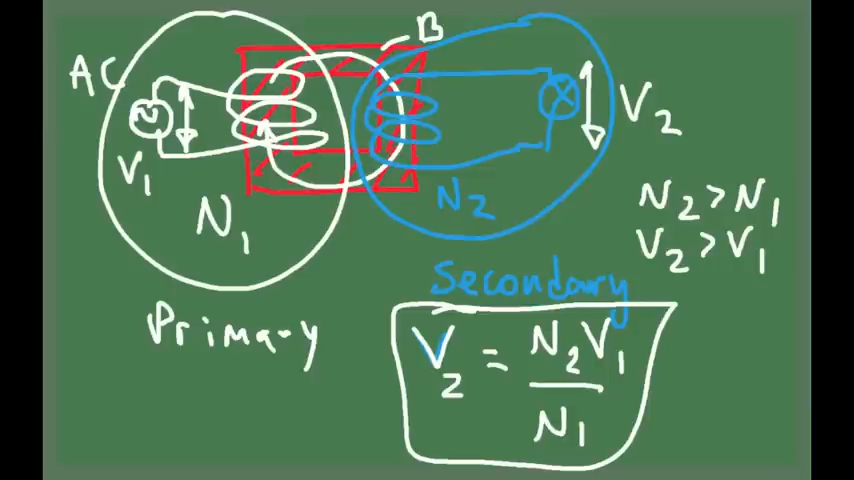 B
AC
V1
V2
N1
N2
N2 > N1
V2 > V1
Secondary
Primary
V2 = N2V1
N1